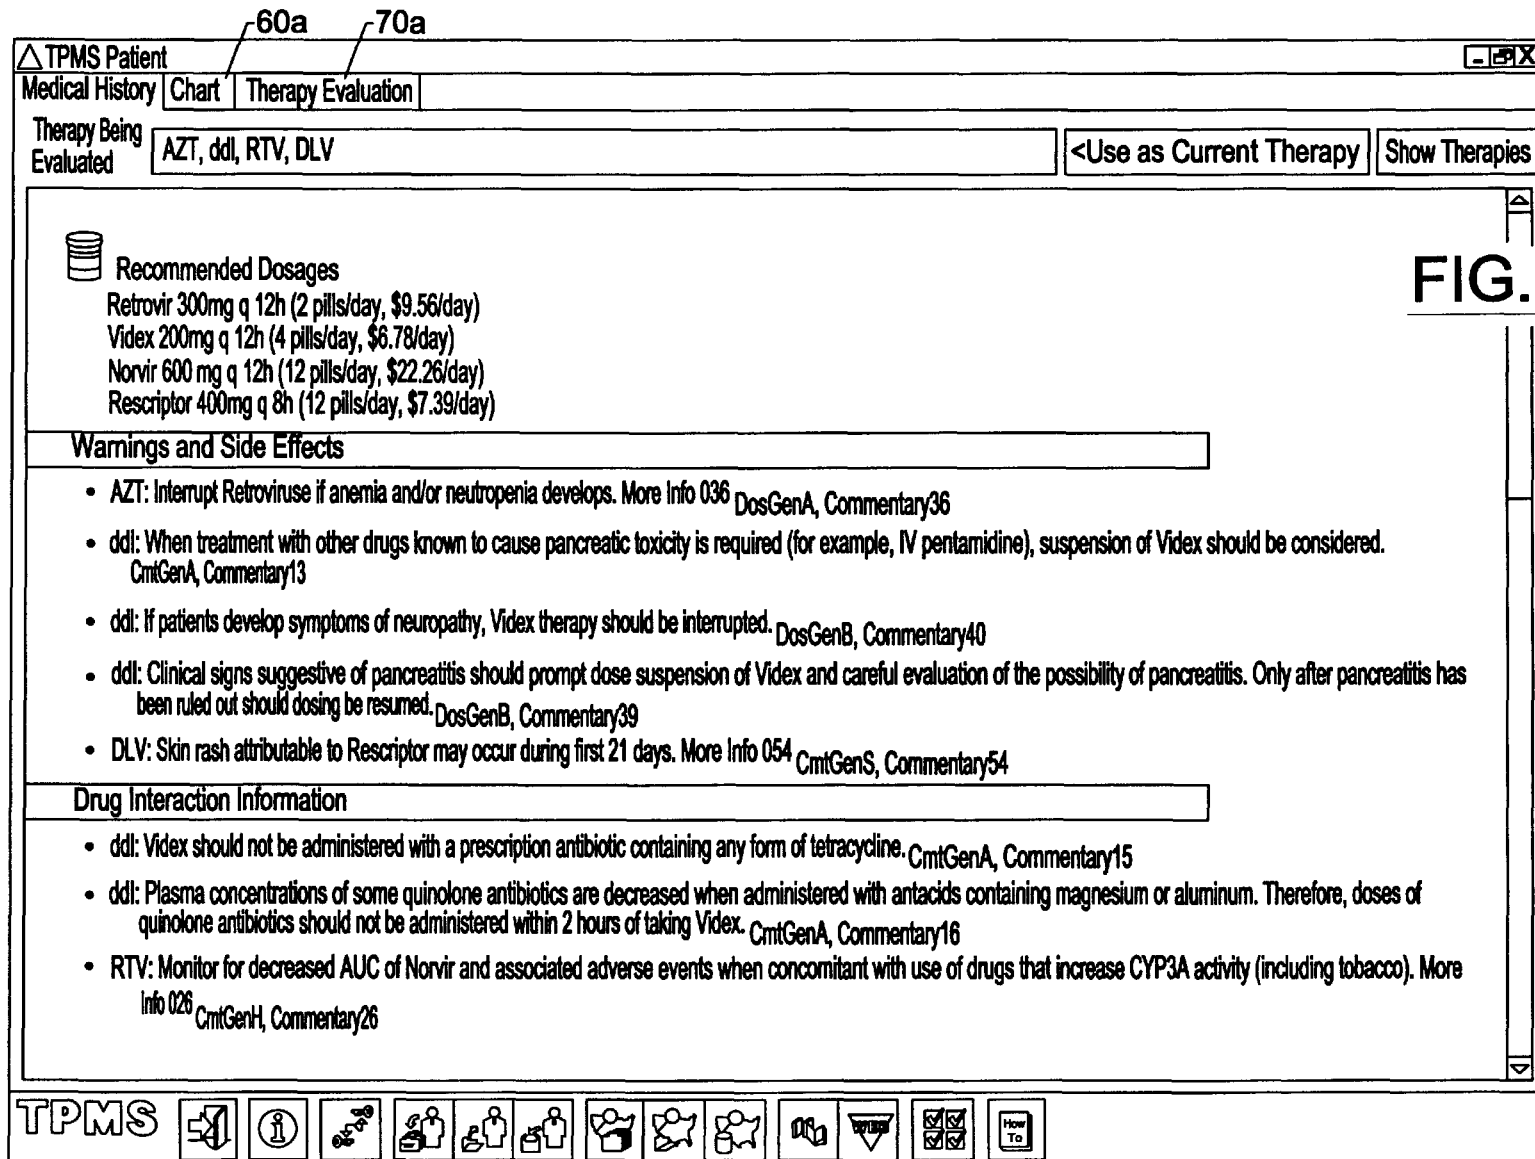 60a 70a
TPMS Patient
Medical History Chart Therapy Evaluation
Therapy Being Evaluated AZT, ddI, RTV, DLV <Use as Current Therapy Show Therapies
FIG.
Recommended Dosages
Retrovir 300mg q 12h (2 pills/day, $9.56/day)
Videx 200mg q 12h (4 pills/day, $6.78/day)
Norvir 600 mg q 12h (12 pills/day, $22.26/day)
Rescriptor 400mg q 8h (12 pills/day, $7.39/day)
Warnings and Side Effects
• AZT: Interrupt Retroviruse if anemia and/or neutropenia develops. More Info 036 DosGenA, Commentary36
• ddI: When treatment with other drugs known to cause pancreatic toxicity is required (for example, IV pentamidine), suspension of Videx should be considered.
CmtGenA, Commentary13
• ddI: If patients develop symptoms of neuropathy, Videx therapy should be interrupted. DosGenB, Commentary40
• ddI: Clinical signs suggestive of pancreatitis should prompt dose suspension of Videx and careful evaluation of the possibility of pancreatitis. Only after pancreatitis has
been ruled out should dosing be resumed. DosGenB, Commentary39
• DLV: Skin rash attributable to Rescriptor may occur during first 21 days. More Info 054 CmtGenS, Commentary54
Drug Interaction Information
• ddI: Videx should not be administered with a prescription antibiotic containing any form of tetracycline. CmtGenA, Commentary15
• ddI: Plasma concentrations of some quinolone antibiotics are decreased when administered with antacids containing magnesium or aluminum. Therefore, doses of
quinolone antibiotics should not be administered within 2 hours of taking Videx. CmtGenA, Commentary16
• RTV: Monitor for decreased AUC of Norvir and associated adverse events when concomitant with use of drugs that increase CYP3A activity (including tobacco). More
Info 026 CmtGenH, Commentary26
TPMS WEB How To